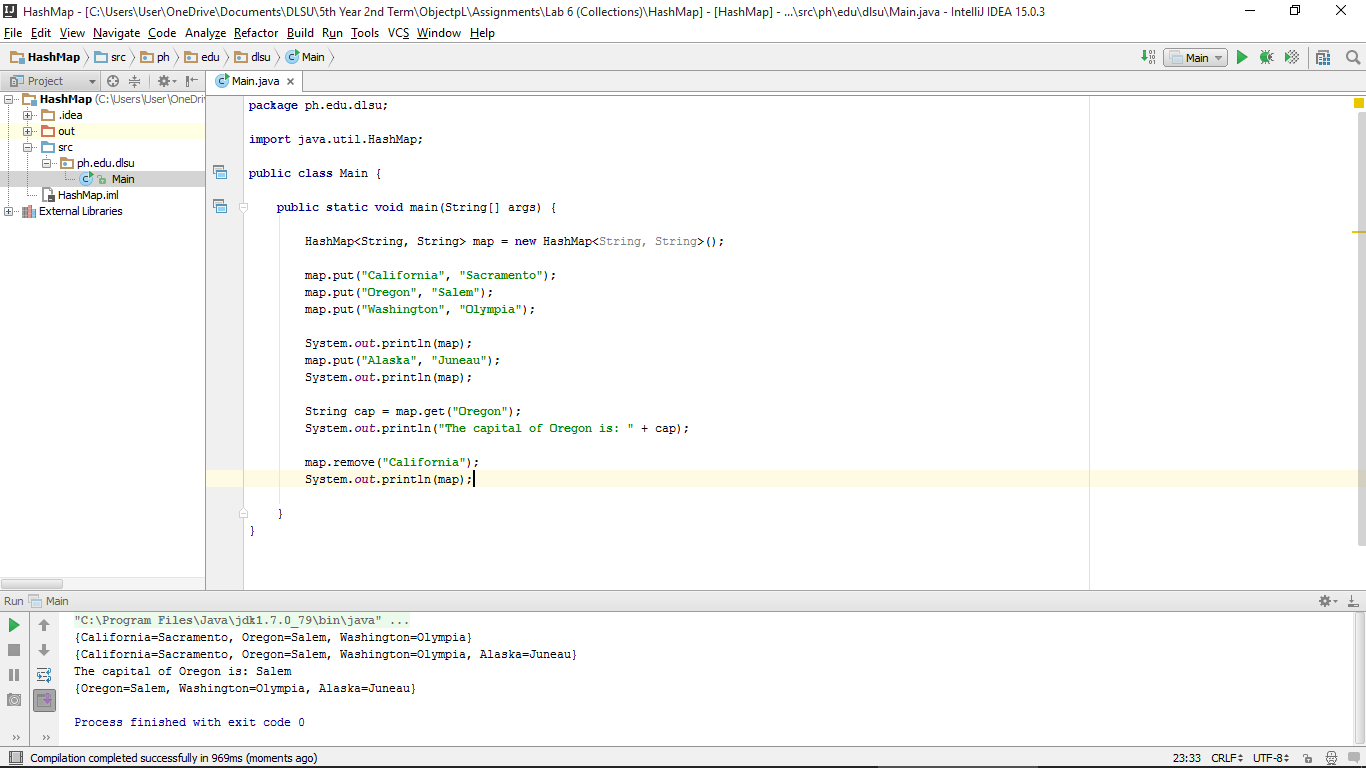 HashMap - [C:\Users\User\OneDrive\Documents\DLSU\5th Year 2nd Term\ObjectpL\Assignments\Lab 6 (Collections)\HashMap] - [HashMap] - ...\src\ph\edu\dlsu\Main.java - IntelliJ IDEA 15.0.3
File Edit View Navigate Code Analyze Refactor Build Run Tools VCS Window Help
HashMap src ph edu dlsu Main Main
Project Main.java
HashMap (C:\Users\User\OneDri
.idea
out
src
ph.edu.dlsu
Main
HashMap.iml
External Libraries
package ph.edu.dlsu;
import java.util.HashMap;
public class Main {
public static void main(String[] args) {
HashMap<String, String> map = new HashMap<String, String>();
map.put("California", "Sacramento");
map.put("Oregon", "Salem");
map.put("Washington", "Olympia");
System.out.println(map);
map.put("Alaska", "Juneau");
System.out.println(map);
String cap = map.get("Oregon");
System.out.println("The capital of Oregon is: " + cap);
map.remove("California");
System.out.println(map);
}
}
Run Main
"C:\Program Files\Java\jdk1.7.0_79\bin\java" ...
{California=Sacramento, Oregon=Salem, Washington=Olympia}
{California=Sacramento, Oregon=Salem, Washington=Olympia, Alaska=Juneau}
The capital of Oregon is: Salem
{Oregon=Salem, Washington=Olympia, Alaska=Juneau}
Process finished with exit code 0
Compilation completed successfully in 969ms (moments ago) 23:33 CRLF UTF-8